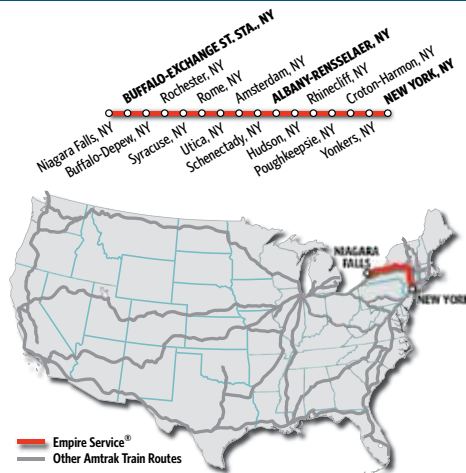 BUFFALO-EXCHANGE ST. STA., NY
Rochester, NY
Rome, NY
Amsterdam, NY
ALBANY-RENSSELAER, NY
Rhinecliff, NY
Croton-Harmon, NY
NEW YORK, NY
Niagara Falls, NY
Buffalo-Depew, NY
Syracuse, NY
Utica, NY
Schenectady, NY
Hudson, NY
Poughkeepsie, NY
Yonkers, NY
NIAGARA
FALLS
NEW YORK
Empire Service®
Other Amtrak Train Routes